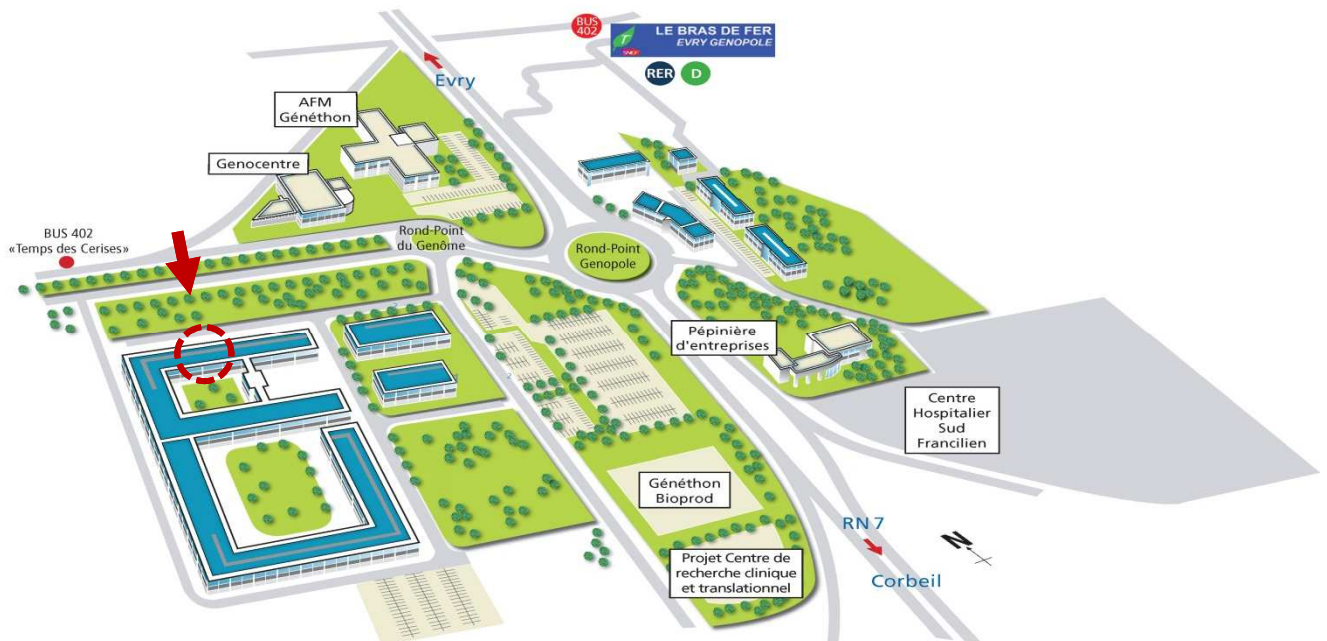 BUS
402
LE BRAS DE FER
EVRY GENOPOLE
T
SNCF
RER
D
Evry
AFM
Généthon
Genocentre
BUS 402
«Temps des Cerises»
Rond-Point
du Genôme
Rond-Point
Genopole
Pépinière
d'entreprises
Centre
Hospitalier
Sud
Francilien
Généthon
Bioprod
RN 7
N
Projet Centre de
recherche clinique
et translationnel
Corbeil